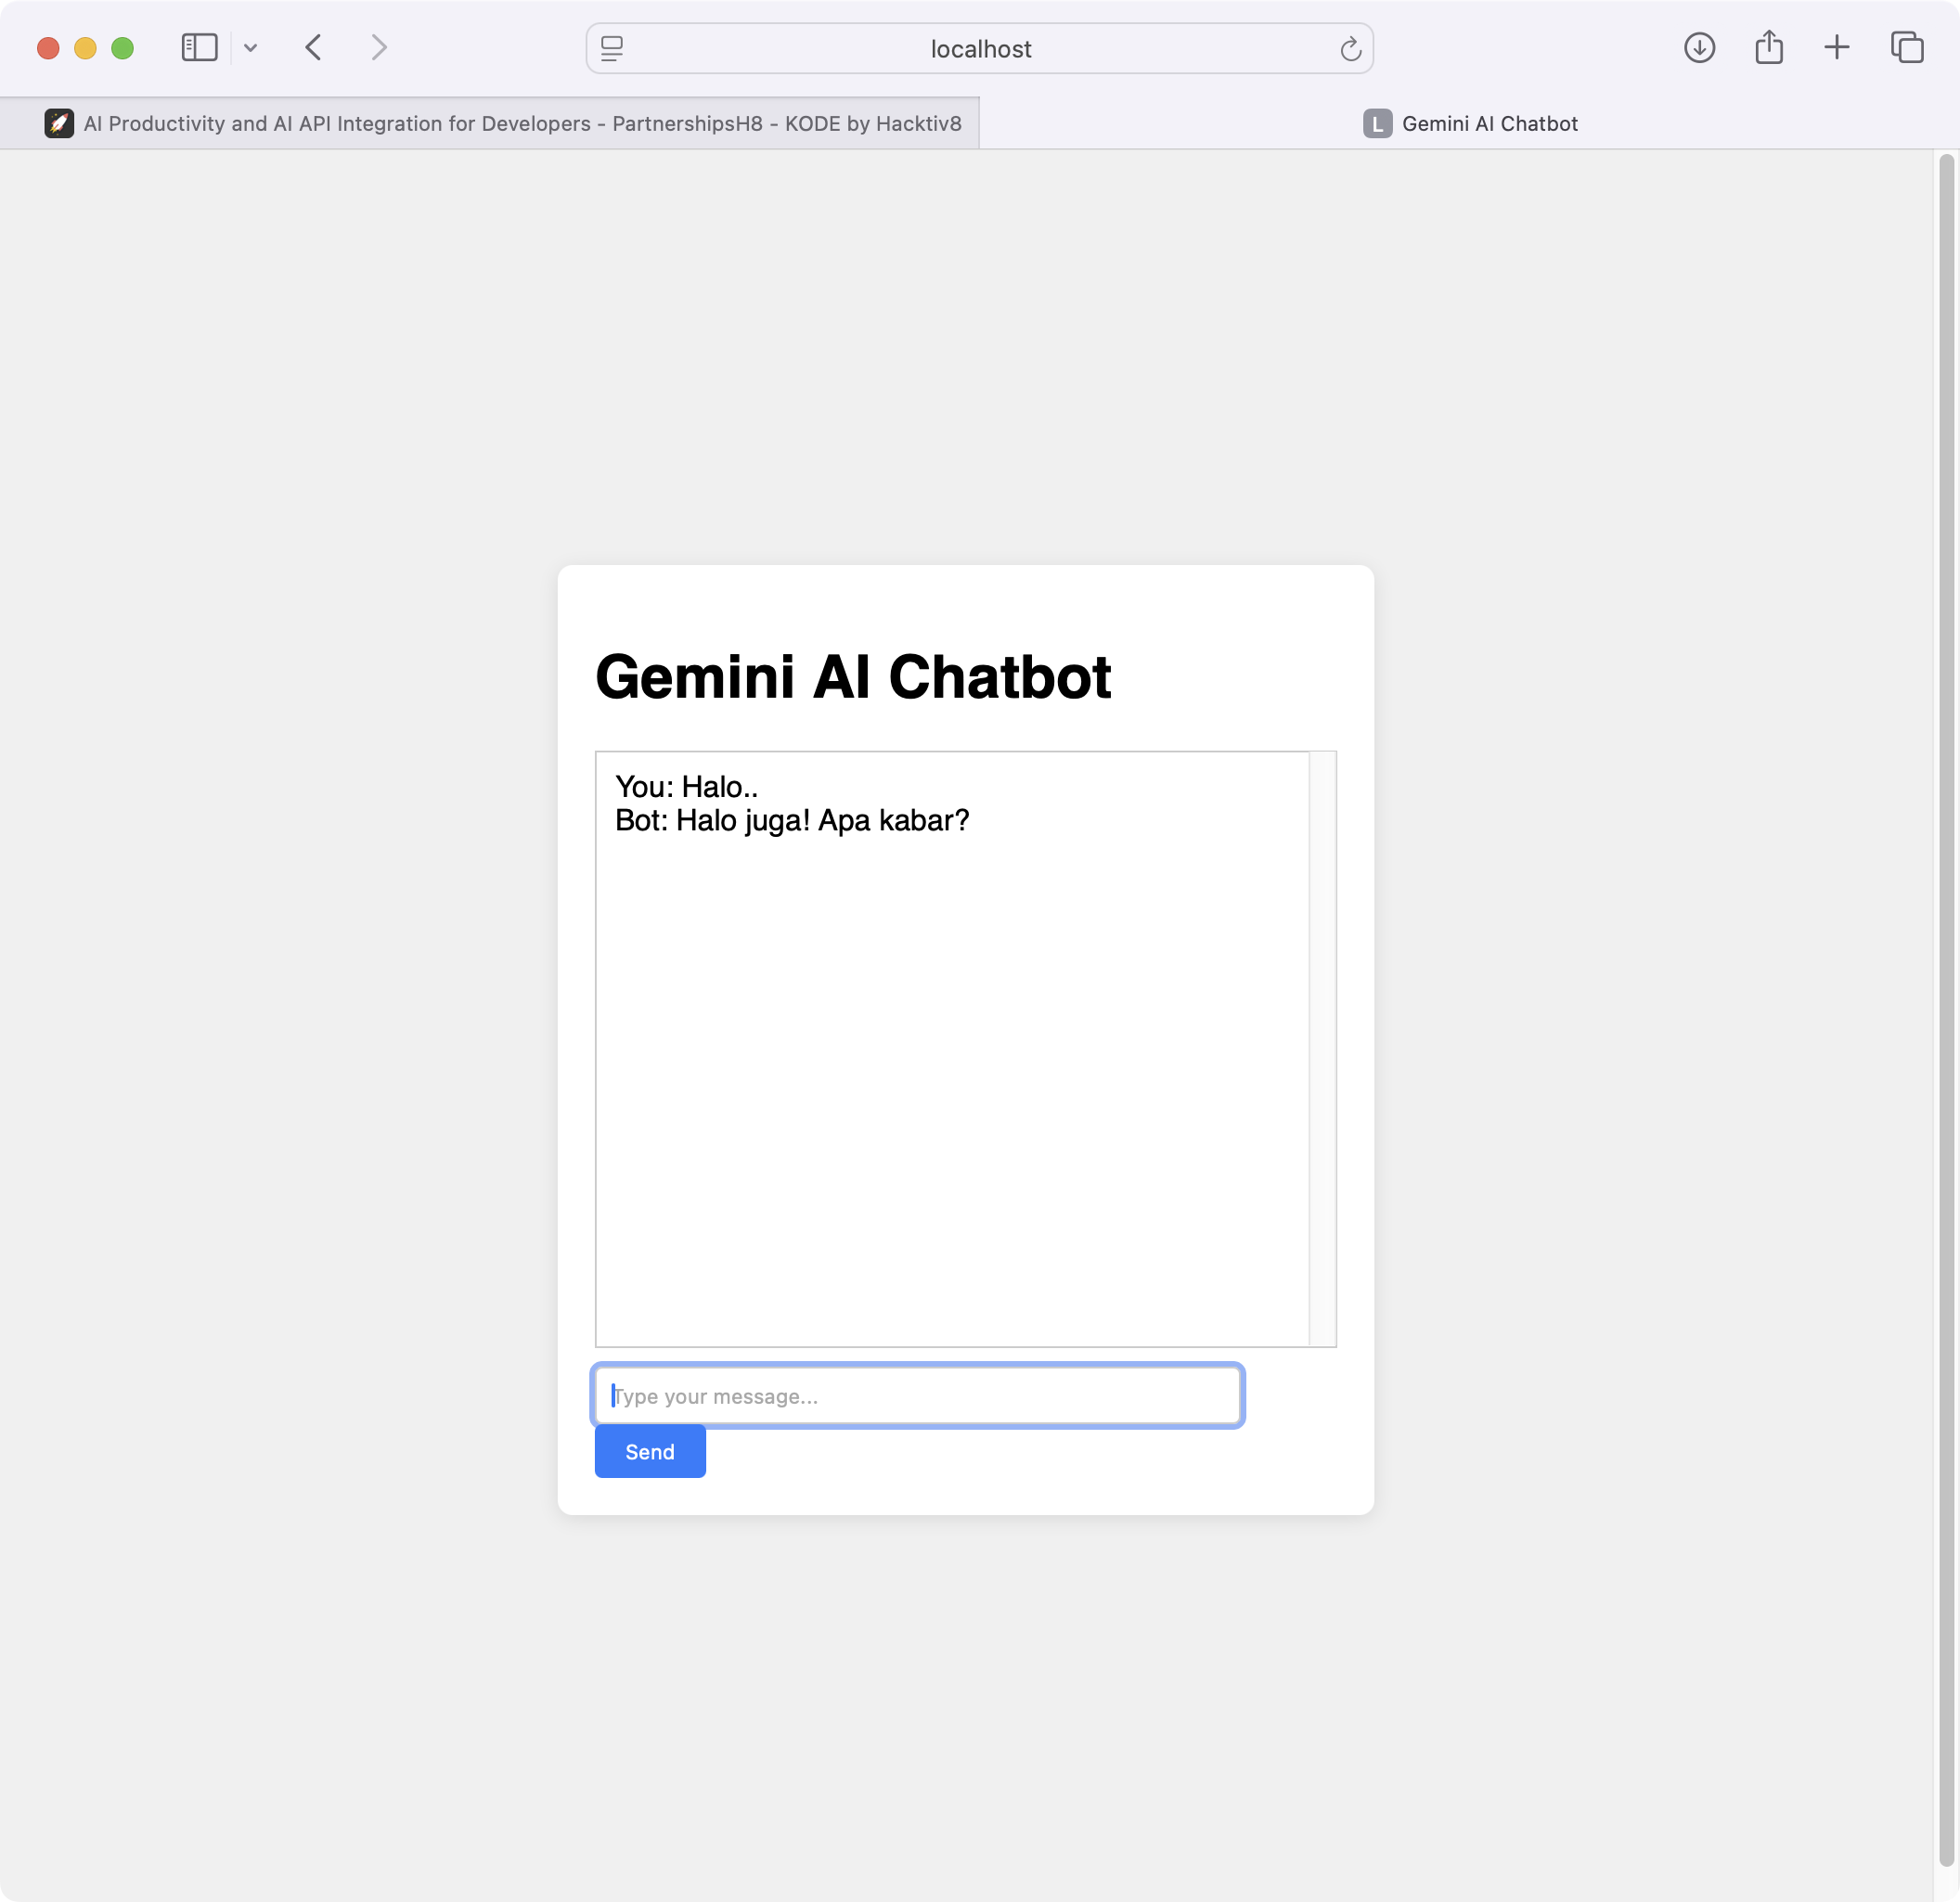 localhost
AI Productivity and AI API Integration for Developers - PartnershipsH8 - KODE by Hacktiv8
L Gemini AI Chatbot
Gemini AI Chatbot
You: Halo..
Bot: Halo juga! Apa kabar?
Type your message...
Send